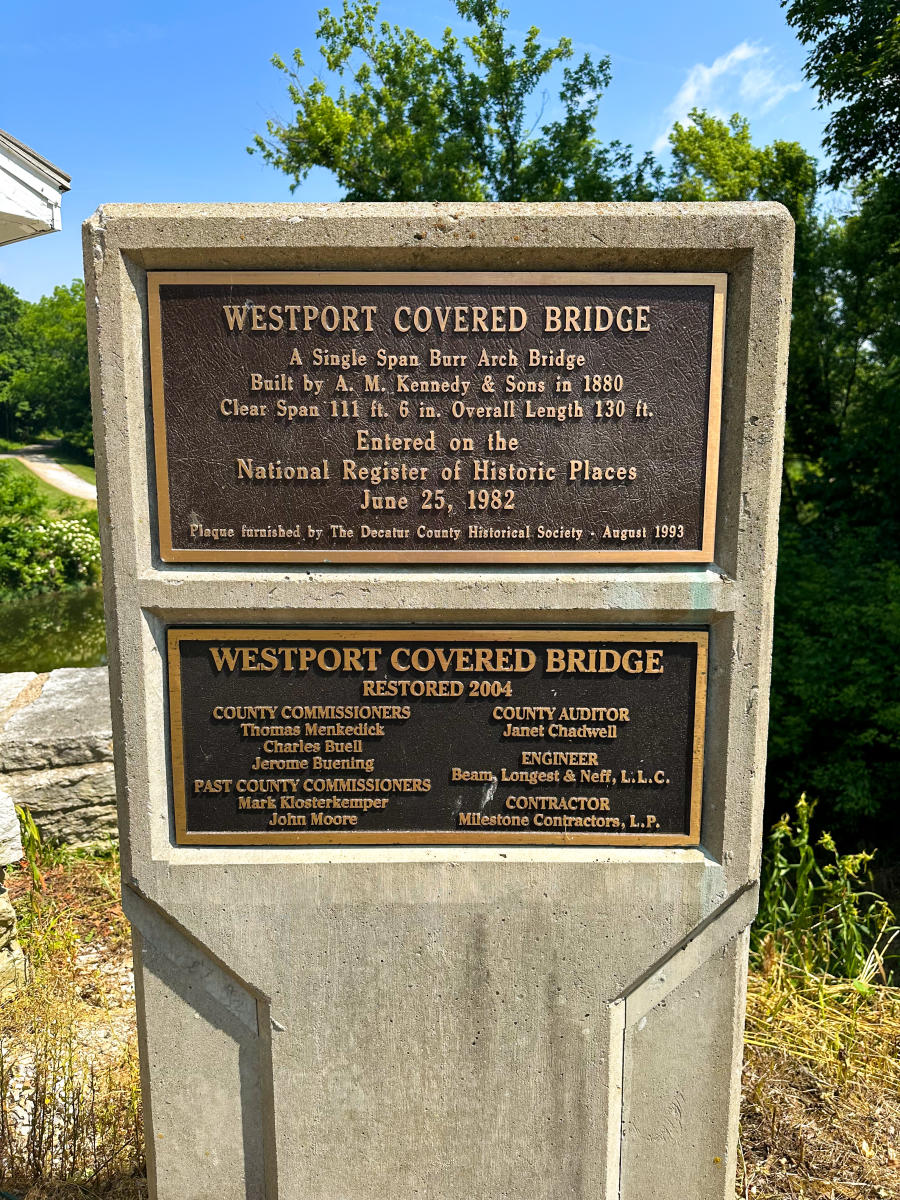 WESTPORT COVERED BRIDGE
A Single Span Burr Arch Bridge
Built by A. M. Kennedy & Sons in 1880
Clear Span 111 ft. 6 in. Overall Length 130 ft.
Entered on the
National Register of Historic Places
June 25, 1982
Plaque furnished by The Decatur County Historical Society - August 1993
WESTPORT COVERED BRIDGE
RESTORED 2004
COUNTY COMMISSIONERS
Thomas Menkedick
Charles Buell
Jerome Buening
PAST COUNTY COMMISSIONERS
Mark Klosterkemper
John Moore
COUNTY AUDITOR
Janet Chadwell
ENGINEER
Beam, Longest & Neff, L.L.C.
CONTRACTOR
Milestone Contractors, L.P.